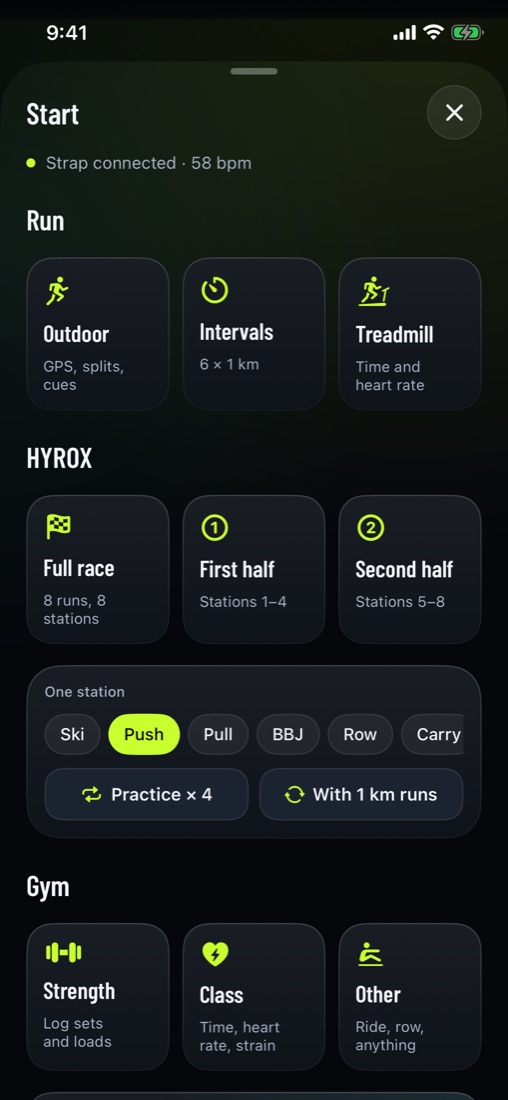 9:41
Start
Strap connected · 58 bpm
Run
Outdoor
GPS, splits,
cues
Intervals
6 × 1 km
Treadmill
Time and
heart rate
HYROX
Full race
8 runs, 8
stations
1
First half
Stations 1–4
2
Second half
Stations 5–8
One station
Ski
Push
Pull
BBJ
Row
Carry
Practice × 4
With 1 km runs
Gym
Strength
Log sets
and loads
Class
Time, heart
rate, strain
Other
Ride, row,
anything